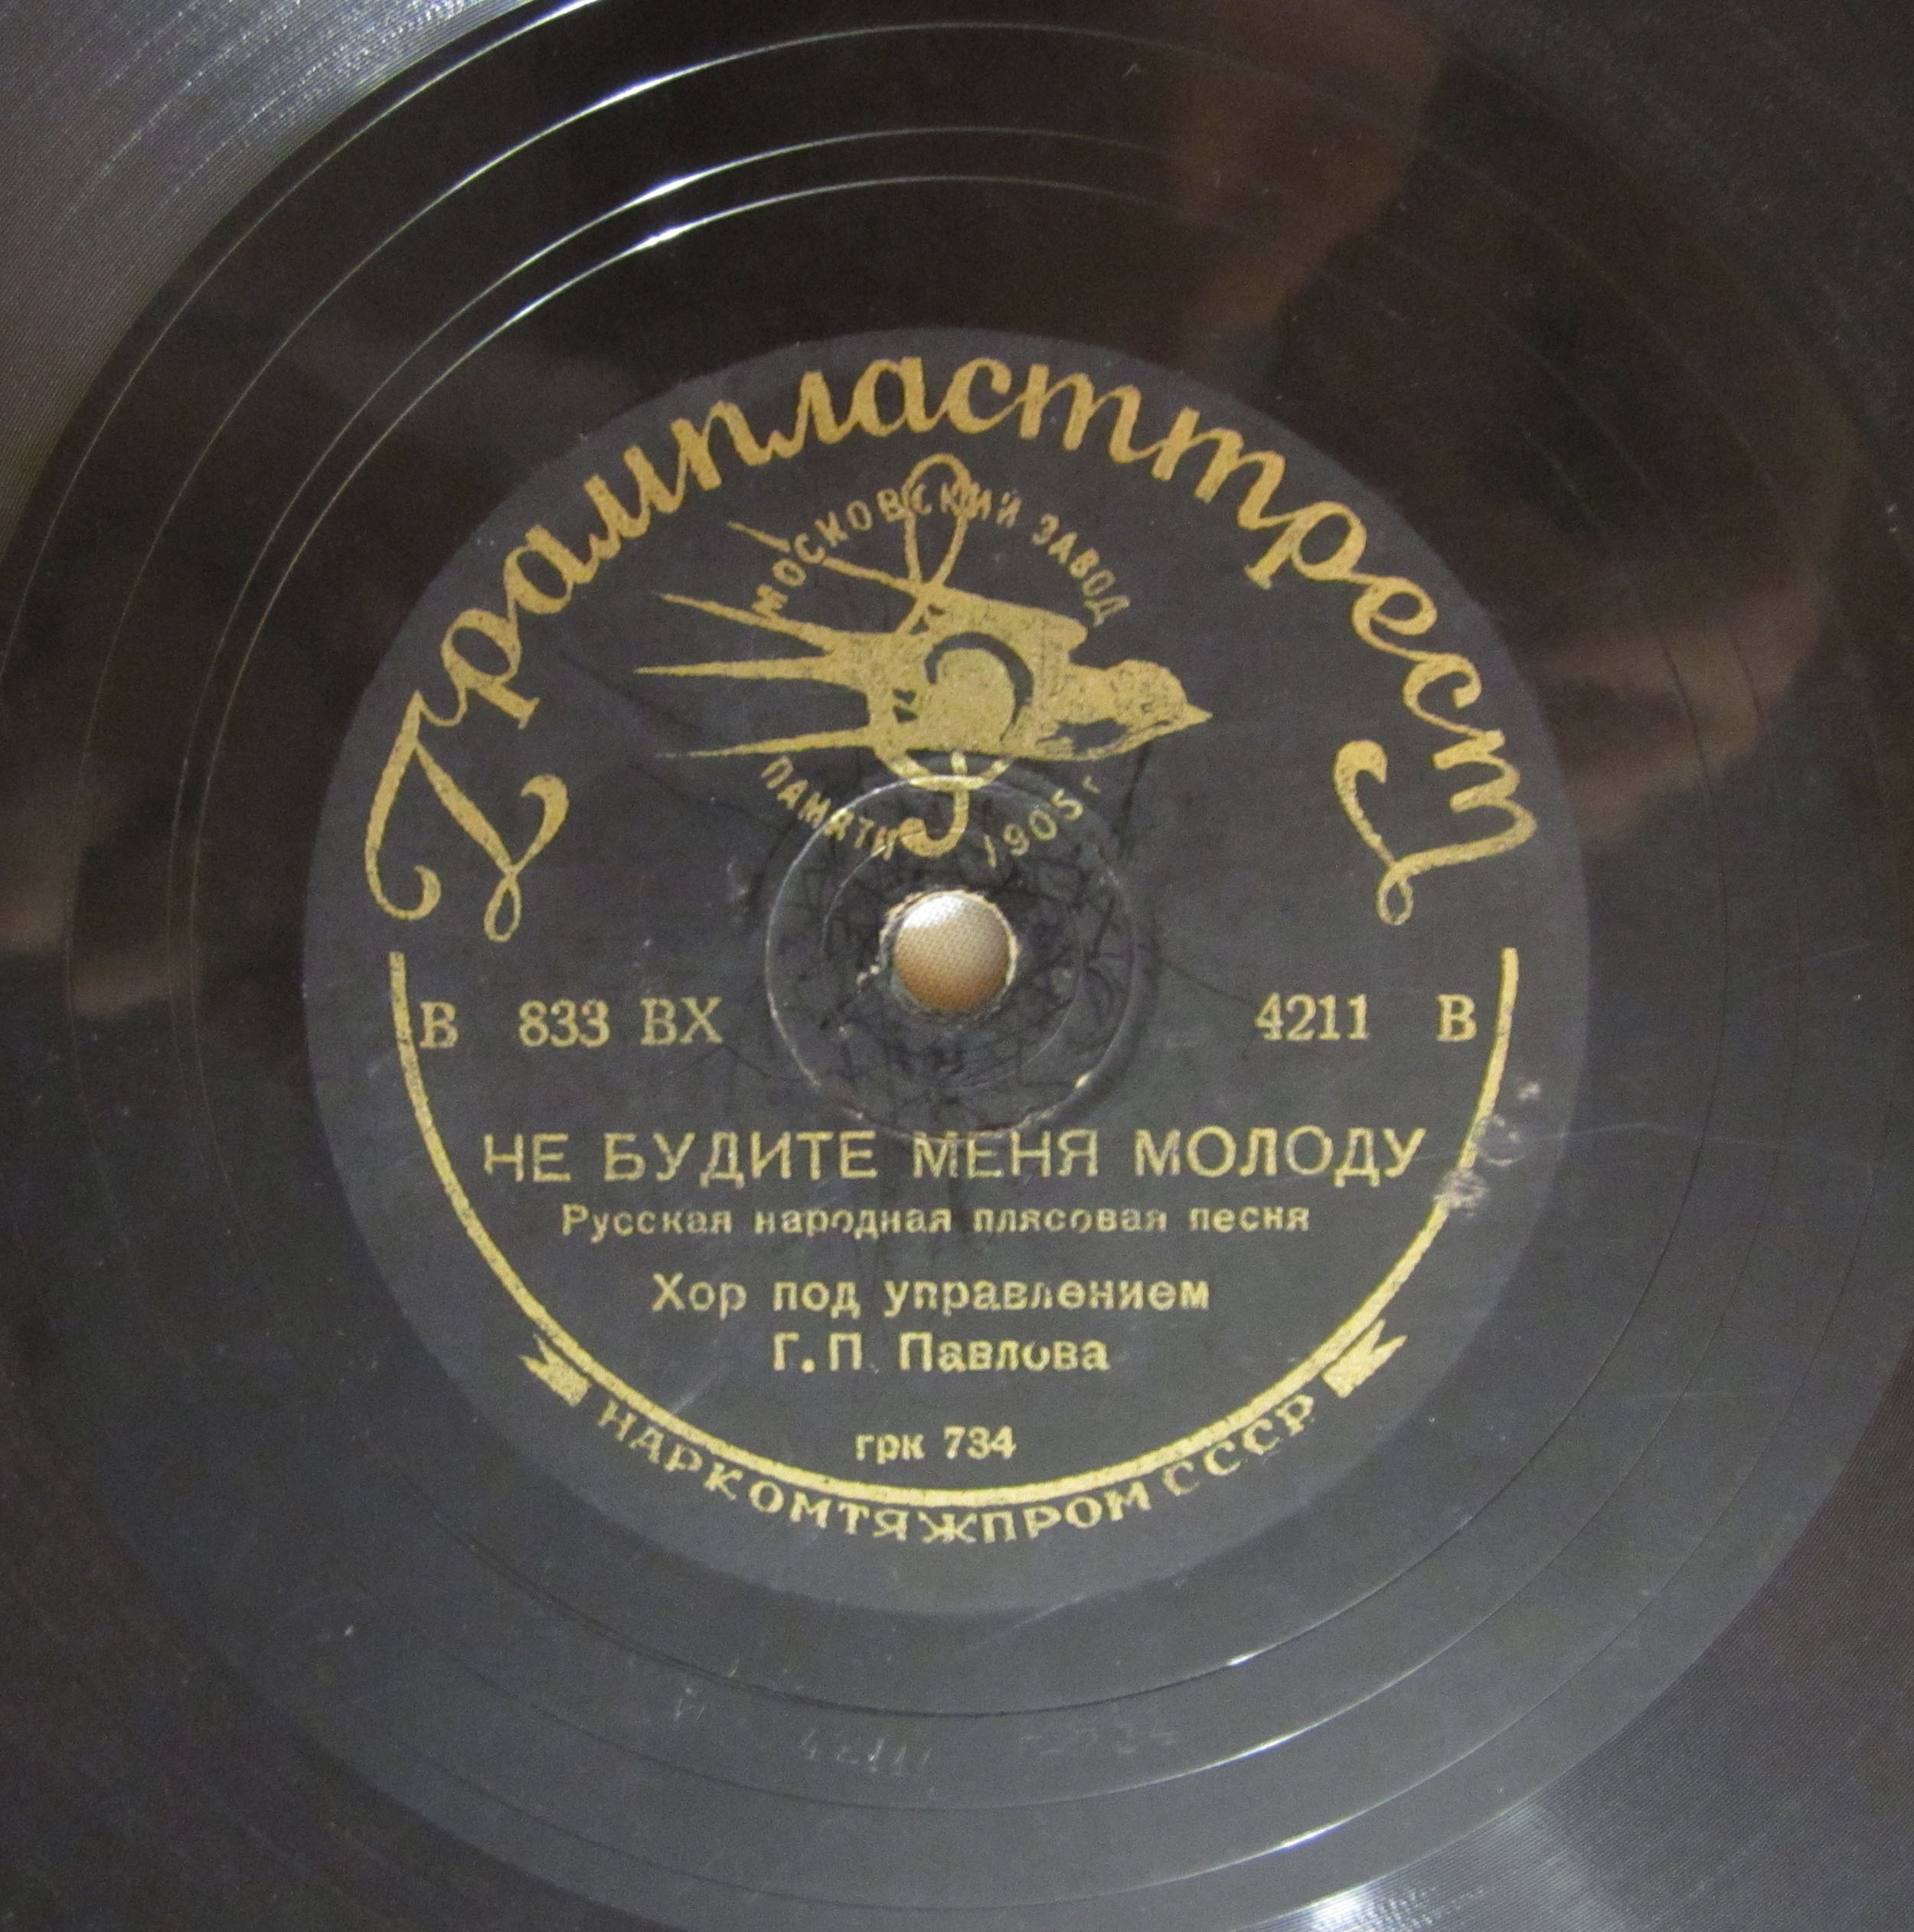 Грампласттрест
МОСКОВСКИЙ ЗАВОД
ПАМЯТИ 1905 г
В 833 ВХ 4211 В
НЕ БУДИТЕ МЕНЯ МОЛОДУ
Русская народная плясовая песня
Хор под управлением
Г. П. Павлова
грк 734
НАРКОМТЯЖПРОМ СССР